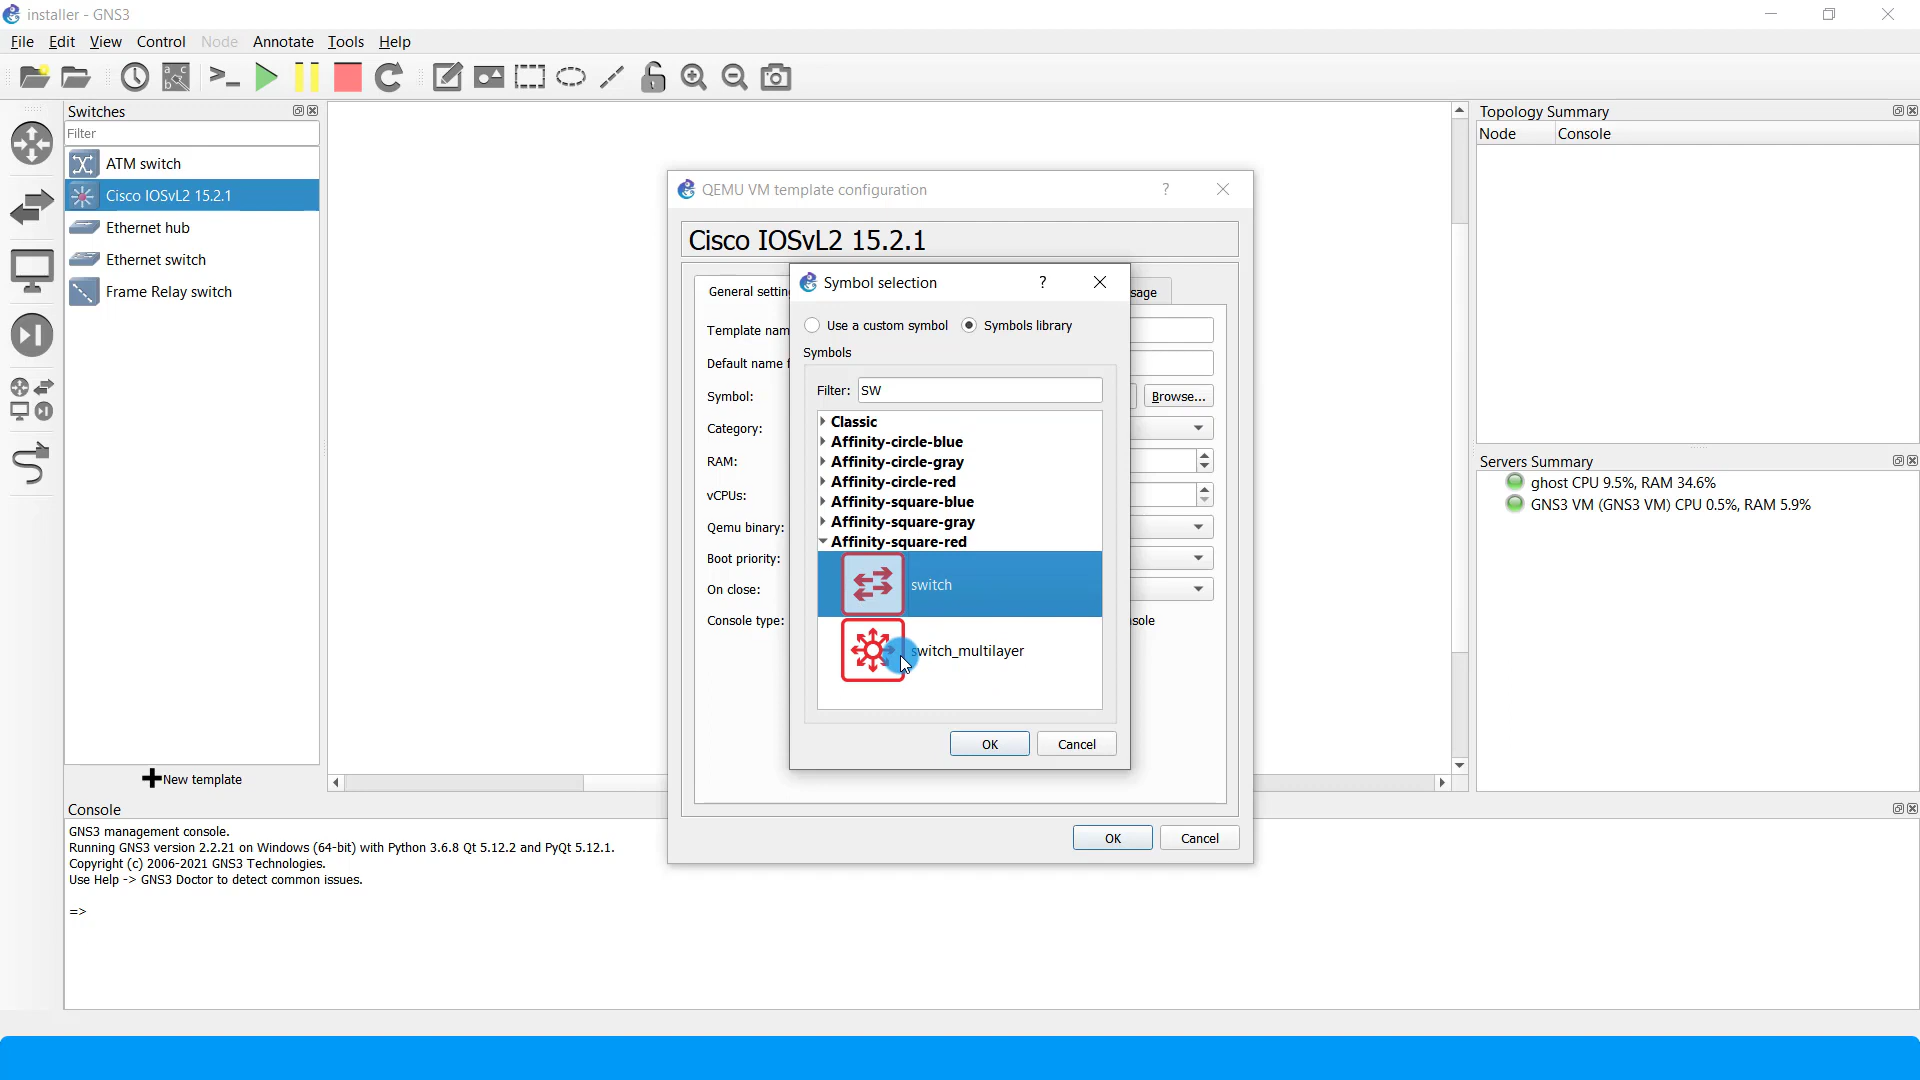 installer - GNS3
File Edit View Control Node Annotate Tools Help
Switches
Filter
ATM switch
Cisco IOSvL2 15.2.1
Ethernet hub
Ethernet switch
Frame Relay switch
New template
QEMU VM template configuration
?
Cisco IOSvL2 15.2.1
General settin
sage
Template nam
Default name f
Symbol:
Browse...
Category:
RAM:
vCPUs:
Qemu binary:
Boot priority:
On close:
Console type:
sole
OK
Cancel
Symbol selection
?
Use a custom symbol
Symbols library
Symbols
Filter: SW
Classic
Affinity-circle-blue
Affinity-circle-gray
Affinity-circle-red
Affinity-square-blue
Affinity-square-gray
Affinity-square-red
switch
switch_multilayer
OK
Cancel
Topology Summary
Node Console
Servers Summary
ghost CPU 9.5%, RAM 34.6%
GNS3 VM (GNS3 VM) CPU 0.5%, RAM 5.9%
Console
GNS3 management console.
Running GNS3 version 2.2.21 on Windows (64-bit) with Python 3.6.8 Qt 5.12.2 and PyQt 5.12.1.
Copyright (c) 2006-2021 GNS3 Technologies.
Use Help -> GNS3 Doctor to detect common issues.
=>